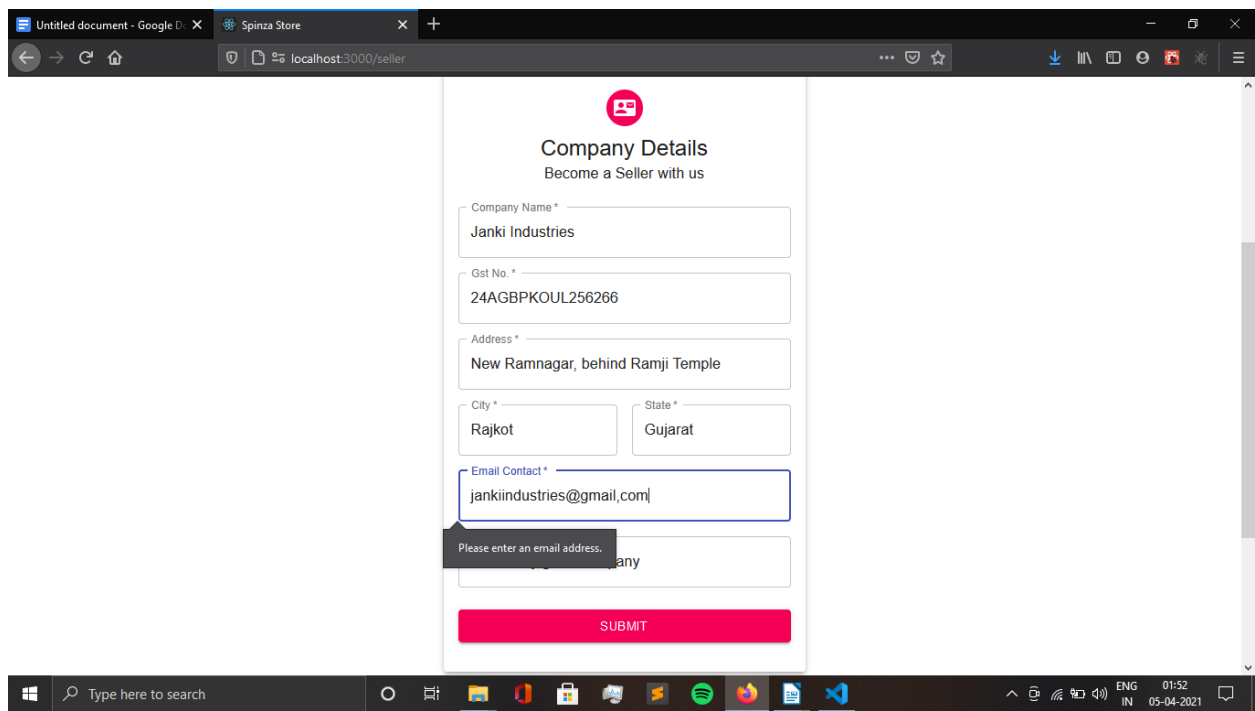 Untitled document - Google D
Spinza Store
localhost:3000/seller
Company Details
Become a Seller with us
Company Name *
Janki Industries
Gst No. *
24AGBPKOUL256266
Address *
New Ramnagar, behind Ramji Temple
City *
State *
Rajkot
Gujarat
Email Contact *
jankiindustries@gmail,com
Please enter an email address.
any
SUBMIT
Type here to search
ENG
IN
01:52
05-04-2021